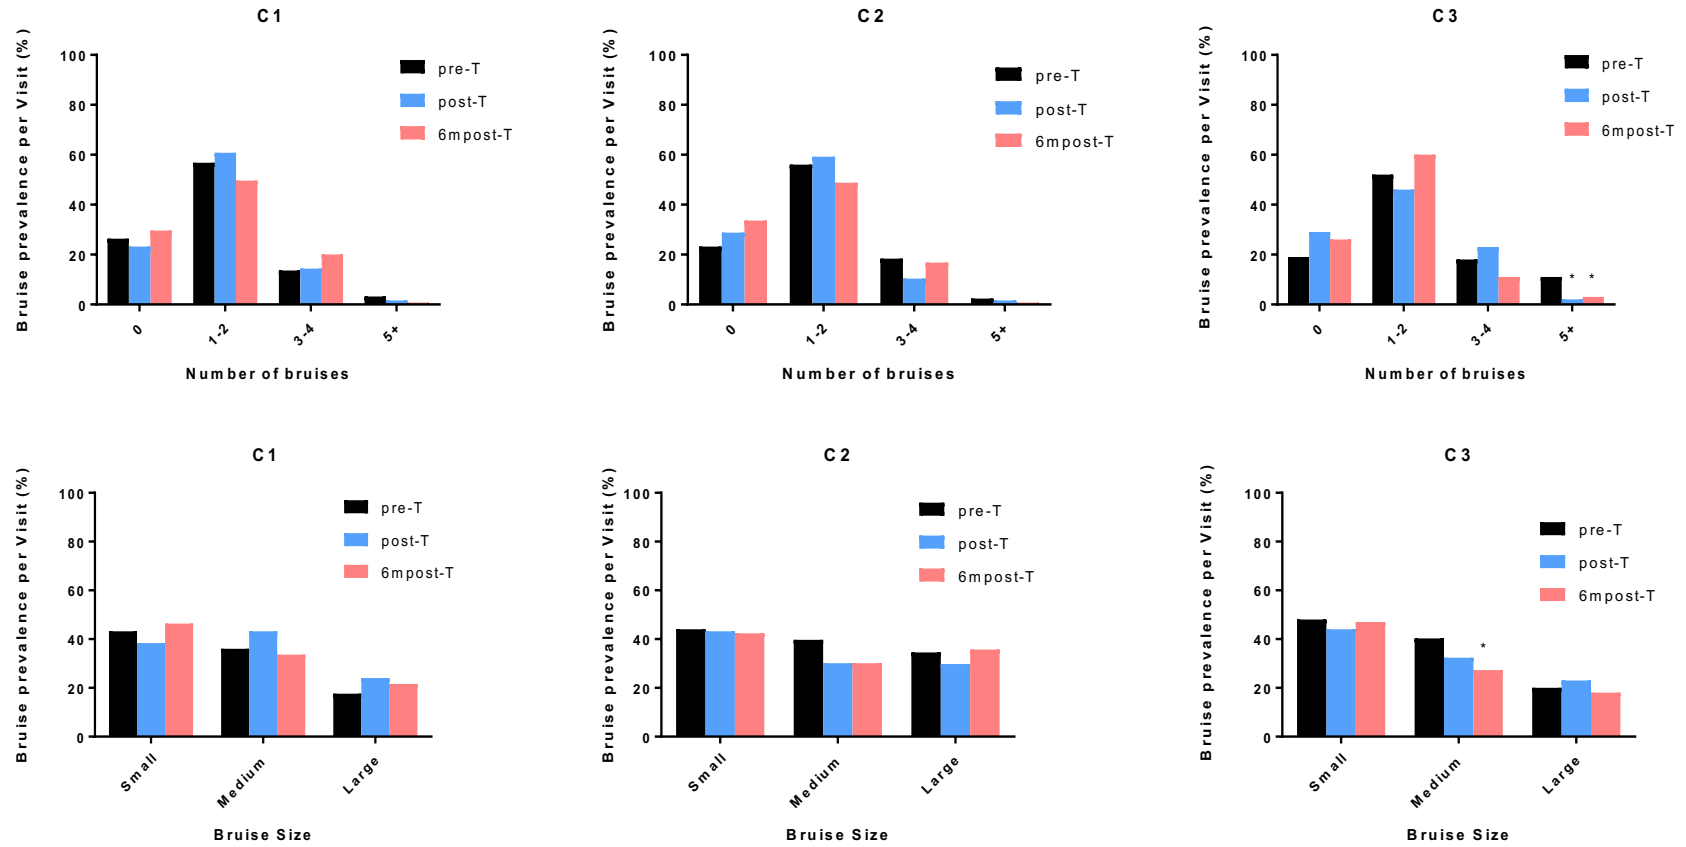 C1
Bruise prevalence per Visit (%)
100
80
60
40
20
0
0
1-2
3-4
5+
Number of bruises
pre-T
post-T
6mpost-T
C2
Bruise prevalence per Visit (%)
100
80
60
40
20
0
0
1-2
3-4
5+
Number of bruises
pre-T
post-T
6mpost-T
C3
Bruise prevalence per Visit (%)
100
80
60
40
20
0
0
1-2
3-4
5+
Number of bruises
pre-T
post-T
6mpost-T
* *
C1
Bruise prevalence per Visit (%)
100
80
60
40
20
0
Small
Medium
Large
Bruise Size
pre-T
post-T
6mpost-T
C2
Bruise prevalence per Visit (%)
100
80
60
40
20
0
Small
Medium
Large
Bruise Size
pre-T
post-T
6mpost-T
C3
Bruise prevalence per Visit (%)
100
80
60
40
20
0
Small
Medium
Large
Bruise Size
pre-T
post-T
6mpost-T
*